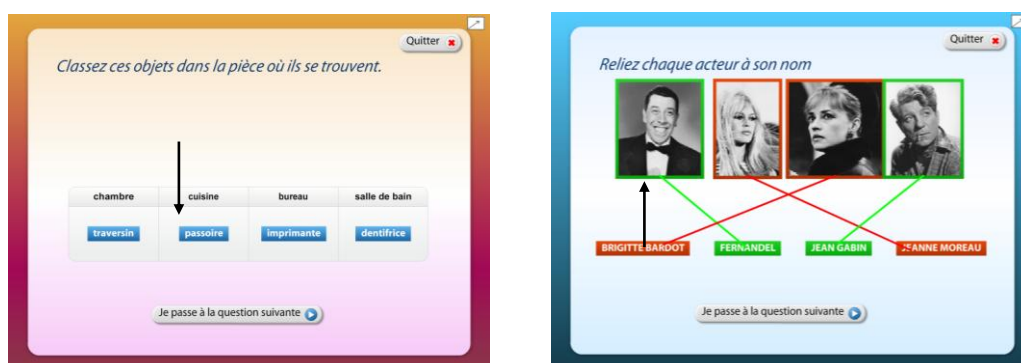 Quitter
Classez ces objets dans la pièce où ils se trouvent.
chambre cuisine bureau salle de bain
traversin passoire imprimante dentifrice
Je passe à la question suivante
Quitter
Reliez chaque acteur à son nom
BRIGITTE BARDOT FERNANDEL JEAN GABIN JEANNE MOREAU
Je passe à la question suivante